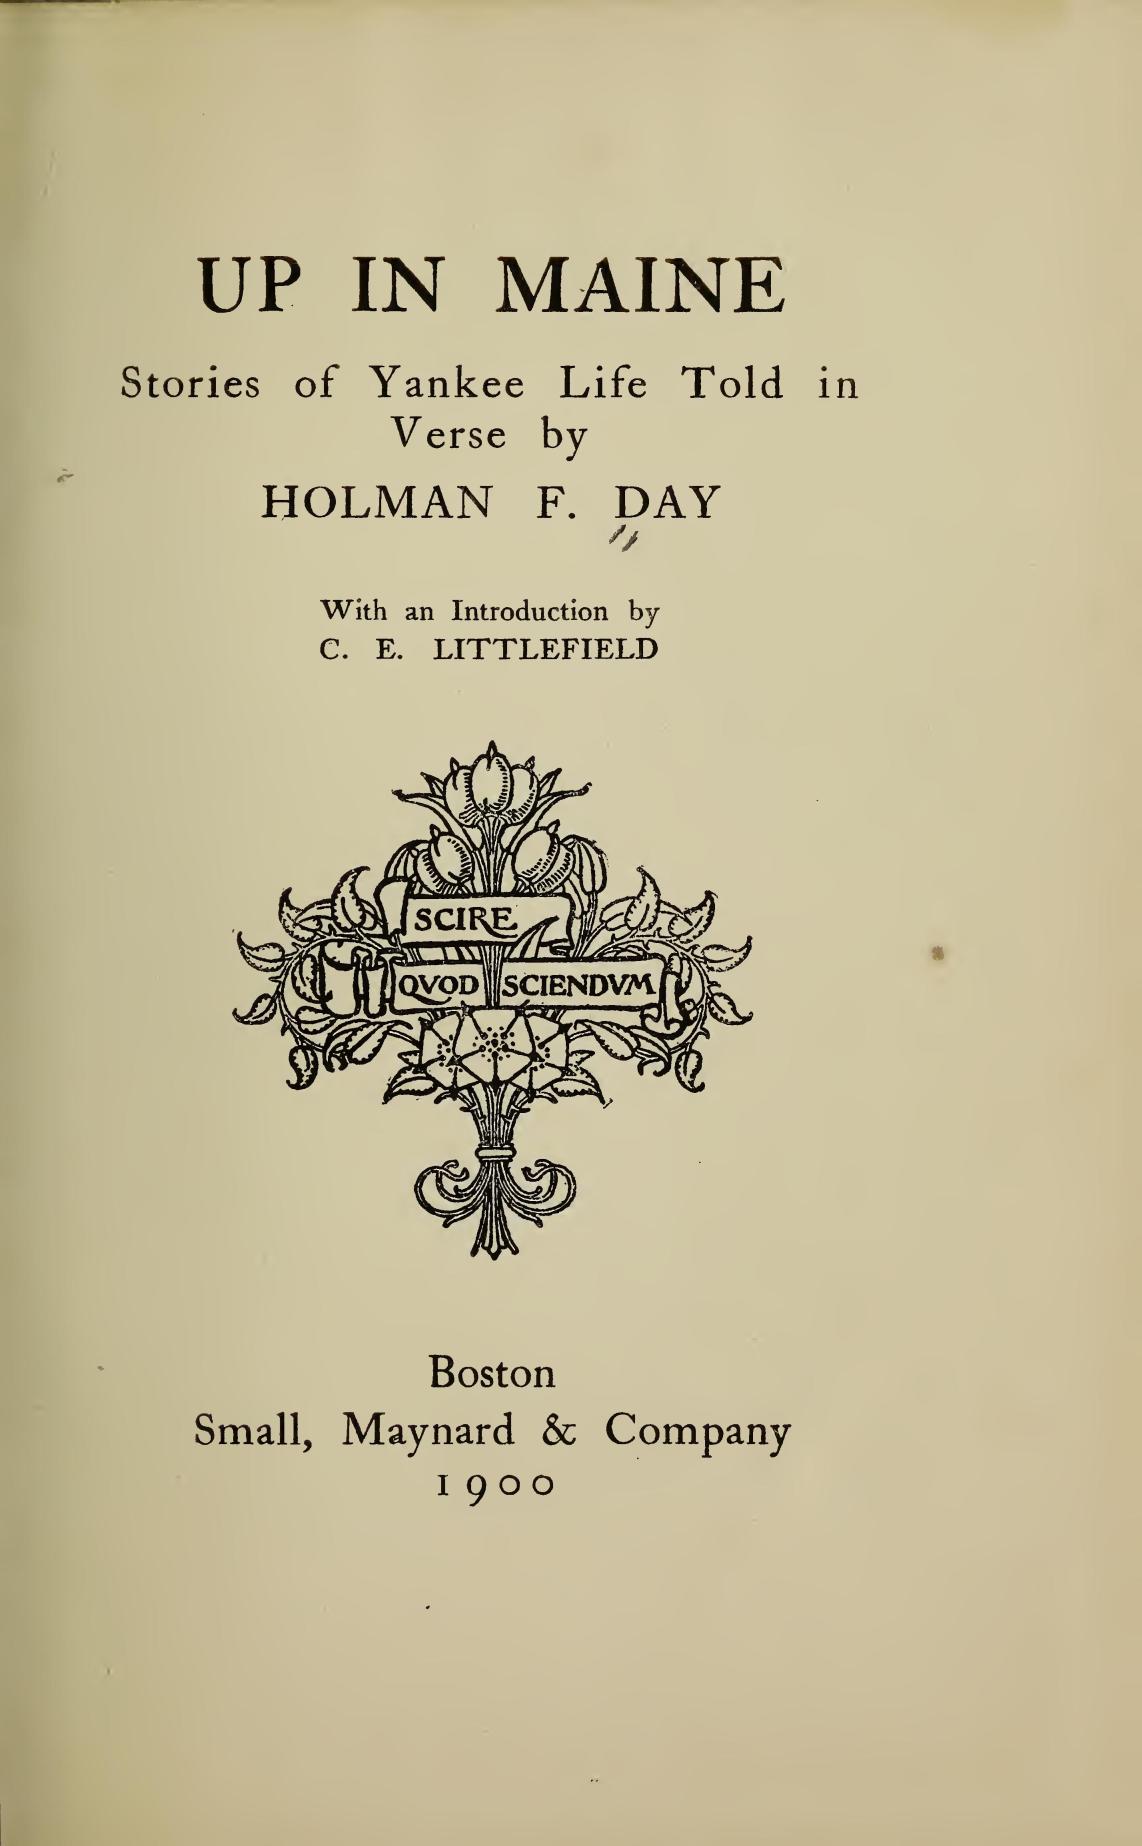 UP IN MAINE
Stories of Yankee Life Told in
Verse by
HOLMAN F. DAY
With an Introduction by
C. E. LITTLEFIELD
SCIRE
QVOD SCIENDVM
Boston
Small, Maynard & Company
1900